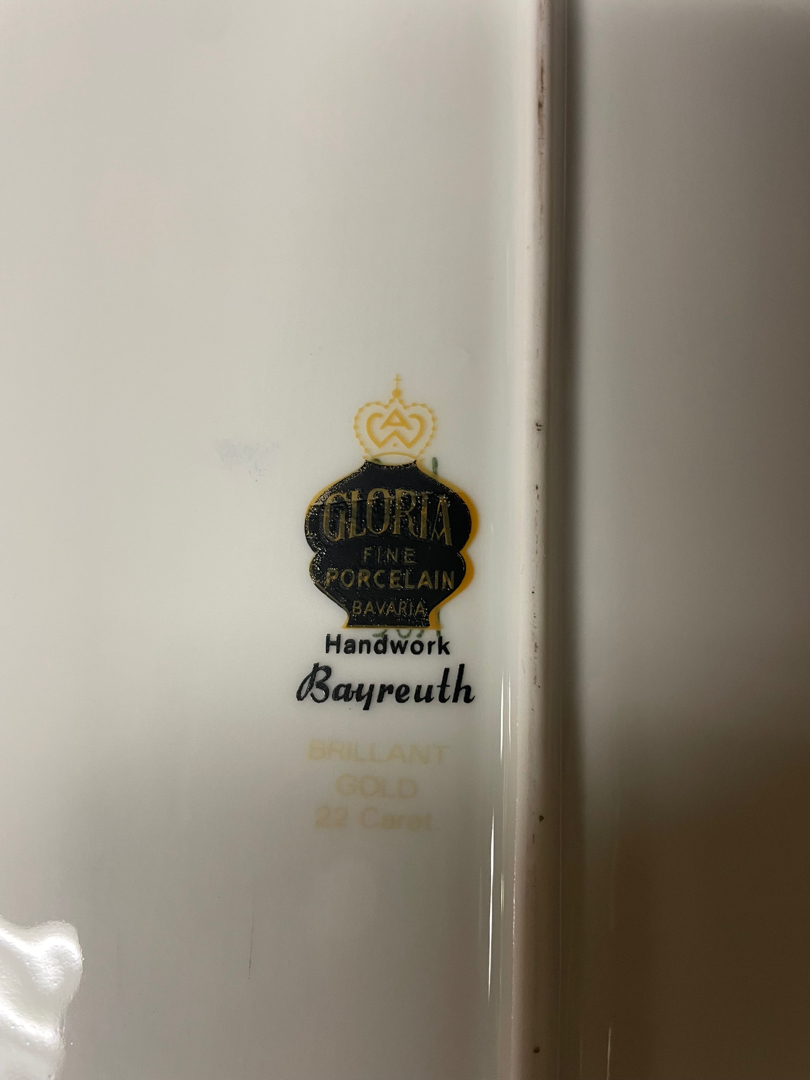 GLORIA
FINE
PORCELAIN
BAVARIA
Handwork
Bayreuth
BRILLANT
GOLD
22 Carat